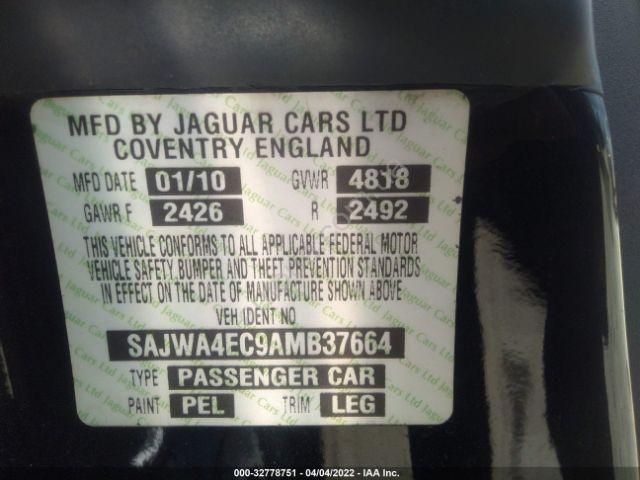 MFD BY JAGUAR CARS LTD
COVENTRY ENGLAND
MFD DATE 01/10 GVWR 4818
GAWR F 2426 R 2492
THIS VEHICLE CONFORMS TO ALL APPLICABLE FEDERAL MOTOR
VEHICLE SAFETY, BUMPER AND THEFT PREVENTION STANDARDS
IN EFFECT ON THE DATE OF MANUFACTURE SHOWN ABOVE
VEH IDENT NO
SAJWA4EC9AMB37664
TYPE PASSENGER CAR
PAINT PEL TRIM LEG
000-32778751 - 04/04/2022 - IAA Inc.